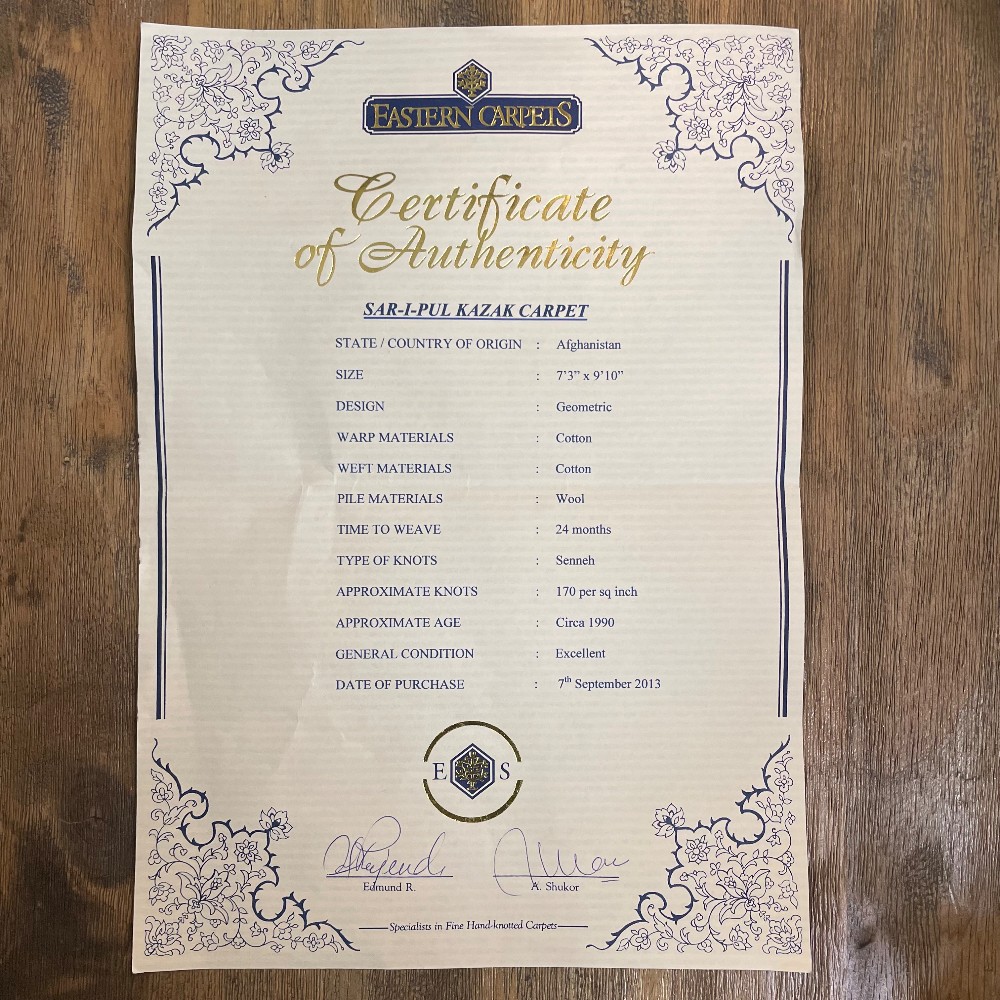 EASTERN CARPETS
Certificate
of Authenticity
SAR-I-PUL KAZAK CARPET
STATE / COUNTRY OF ORIGIN : Afghanistan
SIZE : 7’3” x 9’10”
DESIGN : Geometric
WARP MATERIALS : Cotton
WEFT MATERIALS : Cotton
PILE MATERIALS : Wool
TIME TO WEAVE : 24 months
TYPE OF KNOTS : Senneh
APPROXIMATE KNOTS : 170 per sq inch
APPROXIMATE AGE : Circa 1990
GENERAL CONDITION : Excellent
DATE OF PURCHASE : 7th September 2013
E S
Edmund R. A. Shukor
Specialists in Fine Hand-knotted Carpets